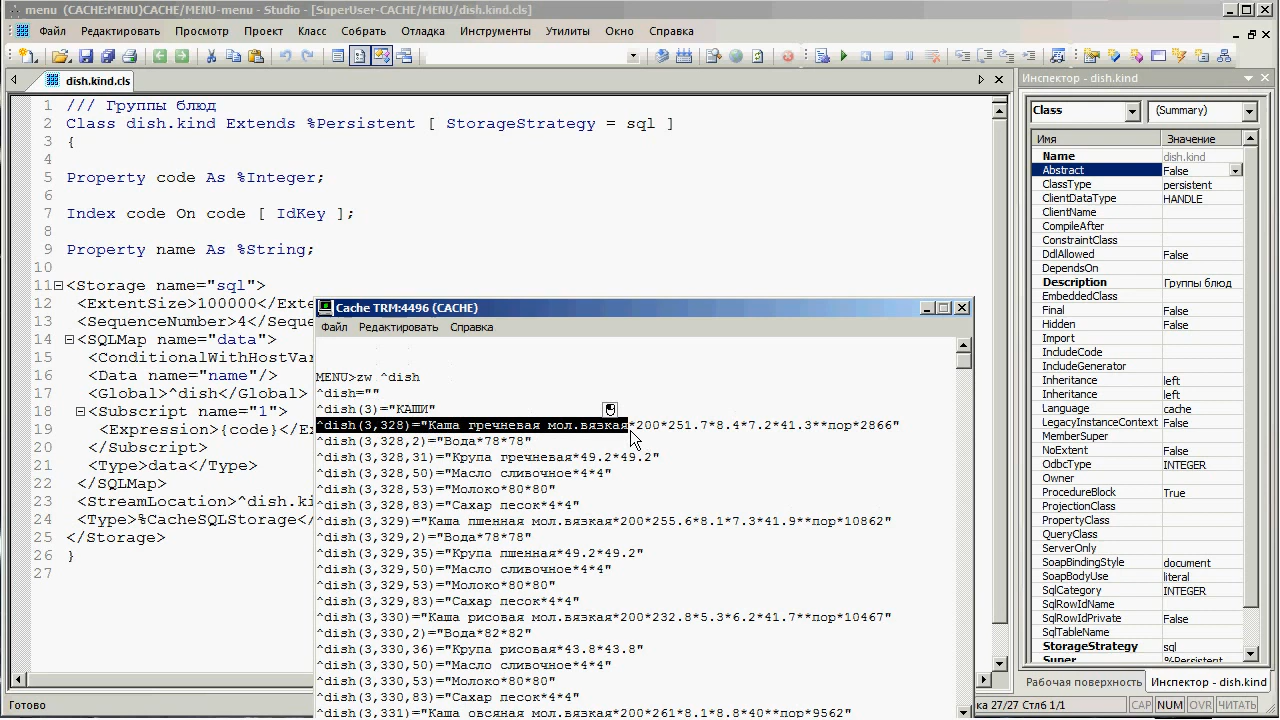 menu (CACHE:MENU)CACHE/MENU-menu - Studio - [SuperUser-CACHE/MENU/dish.kind.cls]
Файл Редактировать Просмотр Проект Класс Собрать Отладка Инструменты Утилиты Окно Справка
dish.kind.cls
1 /// Группы блюд
2 Class dish.kind Extends %Persistent [ StorageStrategy = sql ]
3 {
4
5 Property code As %Integer;
6
7 Index code On code [ IdKey ];
8
9 Property name As %String;
10
11 <Storage name="sql">
12 <ExtentSize>100000</Exte
13 <SequenceNumber>4</Seque
14 <SQLMap name="data">
15 <ConditionalWithHostVar
16 <Data name="name"/>
17 <Global>^dish</Global>
18 <Subscript name="1">
19 <Expression>{code}</E
20 </Subscript>
21 <Type>data</Type>
22 </SQLMap>
23 <StreamLocation>^dish.ki
24 <Type>%CacheSQLStorage</
25 </Storage>
26 }
27
Cache TRM:4496 (CACHE)
Файл Редактировать Справка
MENU>zw ^dish
^dish=""
^dish(3)="КАШИ"
^dish(3,328)="Каша гречневая мол.вязкая*200*251.7*8.4*7.2*41.3**пор*2866"
^dish(3,328,2)="Вода*78*78"
^dish(3,328,31)="Крупа гречневая*49.2*49.2"
^dish(3,328,50)="Масло сливочное*4*4"
^dish(3,328,53)="Молоко*80*80"
^dish(3,328,83)="Сахар песок*4*4"
^dish(3,329)="Каша пшенная мол.вязкая*200*255.6*8.1*7.3*41.9**пор*10862"
^dish(3,329,2)="Вода*78*78"
^dish(3,329,35)="Крупа пшенная*49.2*49.2"
^dish(3,329,50)="Масло сливочное*4*4"
^dish(3,329,53)="Молоко*80*80"
^dish(3,329,83)="Сахар песок*4*4"
^dish(3,330)="Каша рисовая мол.вязкая*200*232.8*5.3*6.2*41.7**пор*10467"
^dish(3,330,2)="Вода*82*82"
^dish(3,330,36)="Крупа рисовая*43.8*43.8"
^dish(3,330,50)="Масло сливочное*4*4"
^dish(3,330,53)="Молоко*80*80"
^dish(3,330,83)="Сахар песок*4*4"
^dish(3,331)="Каша овсяная мол.вязкая*200*261*8.1*8.8*40**пор*9562"
Инспектор - dish.kind
Class (Summary)
Имя Значение
Name dish.kind
Abstract False
ClassType persistent
ClientDataType HANDLE
ClientName
CompileAfter
ConstraintClass
DdlAllowed False
DependsOn
Description Группы блюд
EmbeddedClass
Final False
Hidden False
Import
IncludeCode
IncludeGenerator
Inheritance left
Inheritance left
Language cache
LegacyInstanceContext False
MemberSuper
NoExtent False
OdbcType INTEGER
Owner
ProcedureBlock True
ProjectionClass
PropertyClass
QueryClass
ServerOnly
SoapBindingStyle document
SoapBodyUse literal
SqlCategory INTEGER
SqlRowIdName
SqlRowIdPrivate False
SqlTableName
StorageStrategy sql
Super %Persistent
Рабочая поверхность Инспектор - dish.kind
Готово
ка 27/27 Стлб 1/1 CAP NUM OVR ЧИТАТЬ